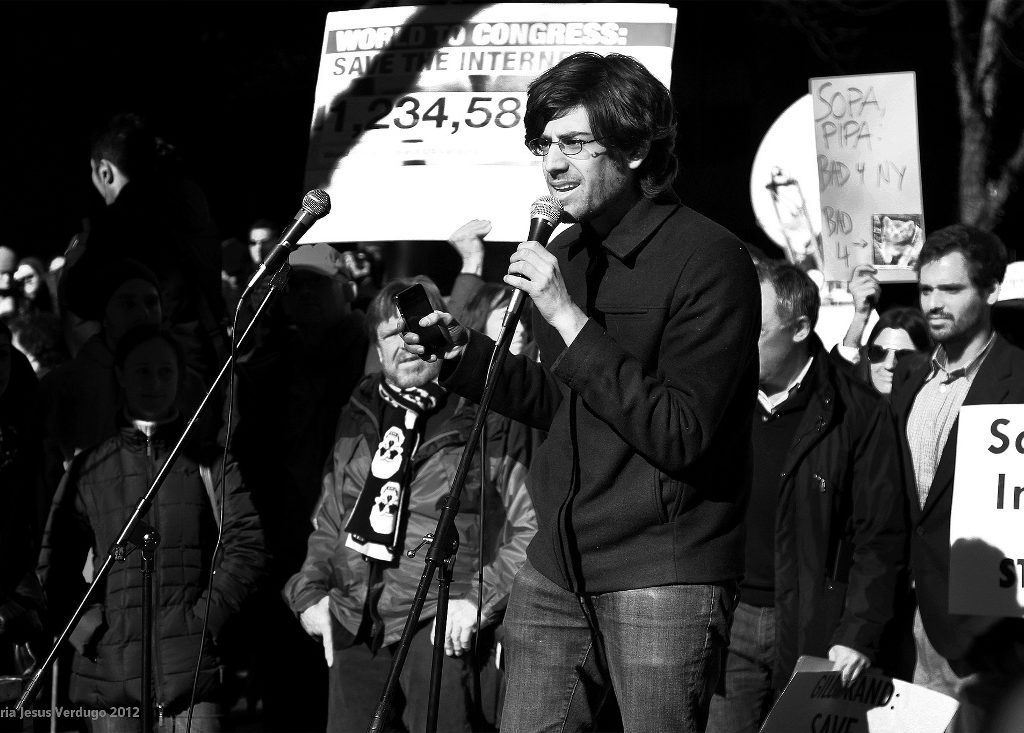 WORLD TO CONGRESS:
SAVE THE INTERNE
1,234,58
SOPA,
PIPA:
BAD 4 NY
BAD
4 →
So
In
ST
GILLIBRAND:
SAVE
ria Jesus Verdugo 2012